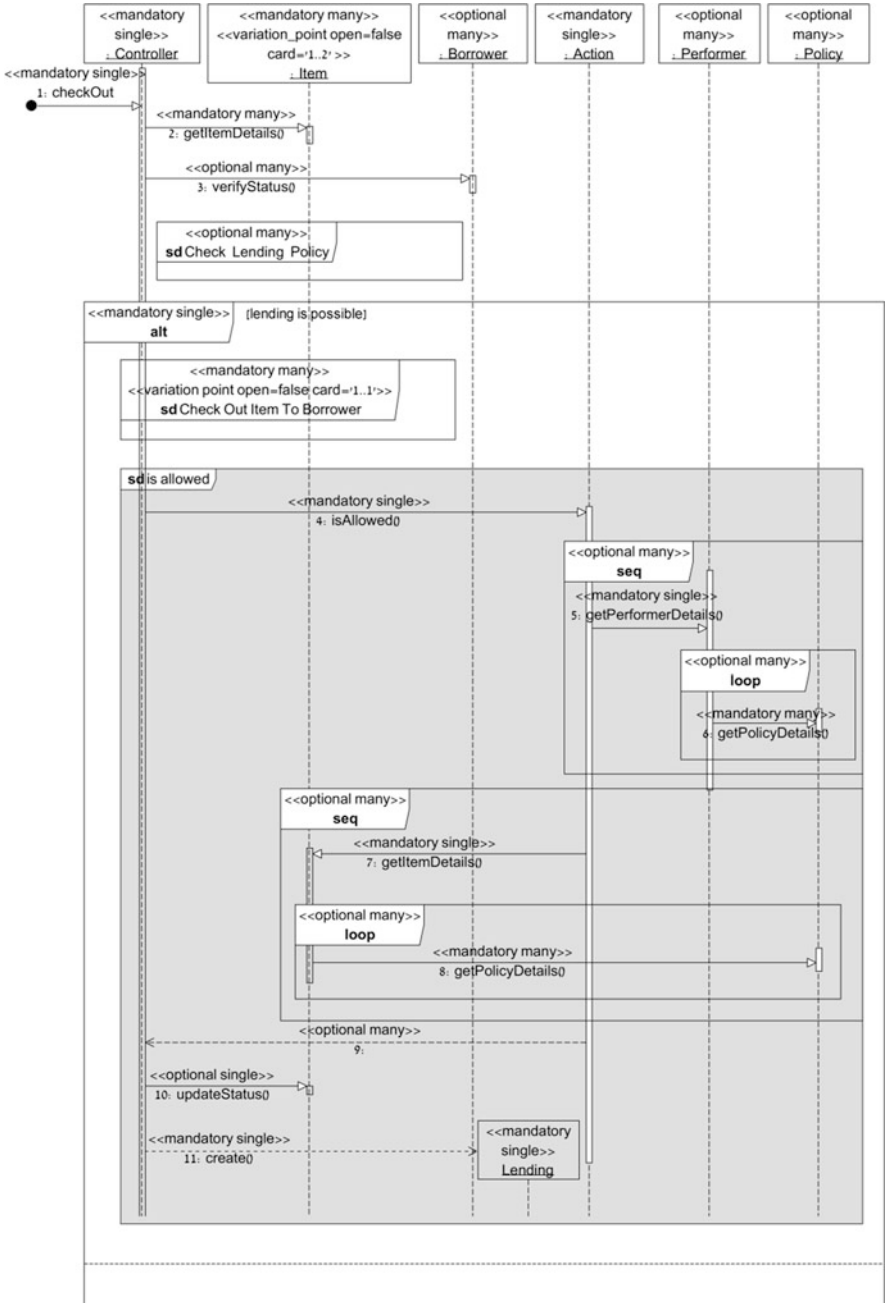 <<mandatory
single>>
: Controller
<<mandatory many>>
<<variation_point open=false
card='1..2' >>
: Item
<<optional
many>>
: Borrower
<<mandatory
single>>
: Action
<<optional
many>>
: Performer
<<optional
many>>
: Policy
<<mandatory single>>
1: checkOut
<<mandatory many>>
2: getItemDetails()
<<optional many>>
3: verifyStatus()
<<optional many>>
sd Check Lending Policy
<<mandatory single>>
alt
[lending is possible]
<<mandatory many>>
<<variation point open=false card='1..1'>>
sd Check Out Item To Borrower
sd is allowed
<<mandatory single>>
4: isAllowed()
<<optional many>>
seq
<<mandatory single>>
5: getPerformerDetails()
<<optional many>>
loop
<<mandatory many>>
6: getPolicyDetails()
<<optional many>>
seq
<<mandatory single>>
7: getItemDetails()
<<optional many>>
loop
<<mandatory many>>
8: getPolicyDetails()
<<optional many>>
9:
<<optional single>>
10: updateStatus()
<<mandatory single>>
11: create()
<<mandatory
single>>
Lending